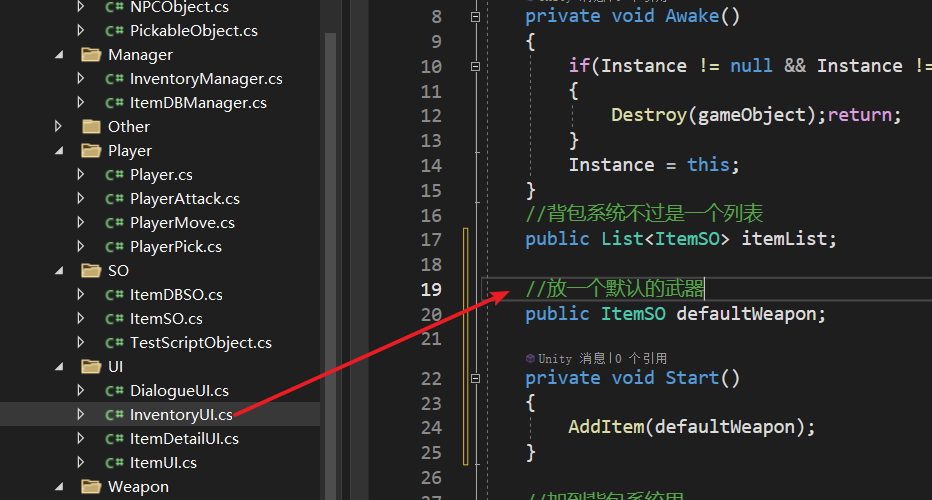 NPCObject.cs
PickableObject.cs
Manager
InventoryManager.cs
ItemDBManager.cs
Other
Player
Player.cs
PlayerAttack.cs
PlayerMove.cs
PlayerPick.cs
SO
ItemDBSO.cs
ItemSO.cs
TestScriptObject.cs
UI
DialogueUI.cs
InventoryUI.cs
ItemDetailUI.cs
ItemUI.cs
Weapon
8 private void Awake()
9 {
10 if(Instance != null && Instance !=
11 {
12 Destroy(gameObject);return;
13 }
14 Instance = this;
15 }
16 //背包系统不过是一个列表
17 public List<ItemSO> itemList;
18
19 //放一个默认的武器
20 public ItemSO defaultWeapon;
21
Unity 消息|0 个引用
22 private void Start()
23 {
24 AddItem(defaultWeapon);
25 }
26